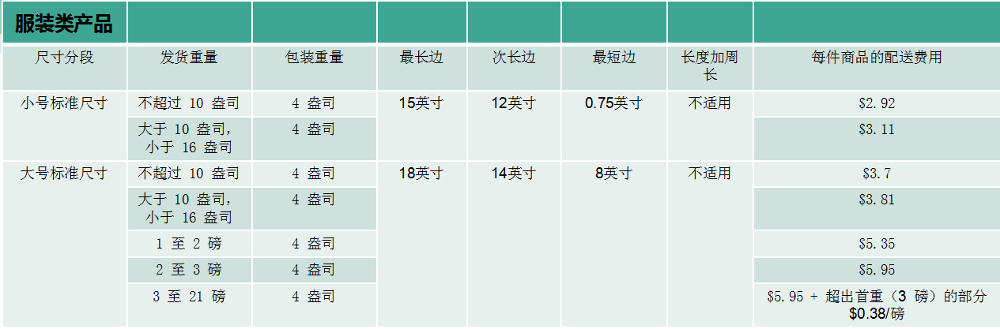 服装类产品
尺寸分段 发货重量 包装重量 最长边 次长边 最短边 长度加周长 每件商品的配送费用
小号标准尺寸 不超过 10 盎司 4 盎司 15英寸 12英寸 0.75英寸 不适用 $2.92
大于 10 盎司, 小于 16 盎司 4 盎司 $3.11
大号标准尺寸 不超过 10 盎司 4 盎司 18英寸 14英寸 8英寸 不适用 $3.7
大于 10 盎司, 小于 16 盎司 4 盎司 $3.81
1 至 2 磅 4 盎司 $5.35
2 至 3 磅 4 盎司 $5.95
3 至 21 磅 4 盎司 $5.95 + 超出首重（3 磅）的部分 $0.38/磅